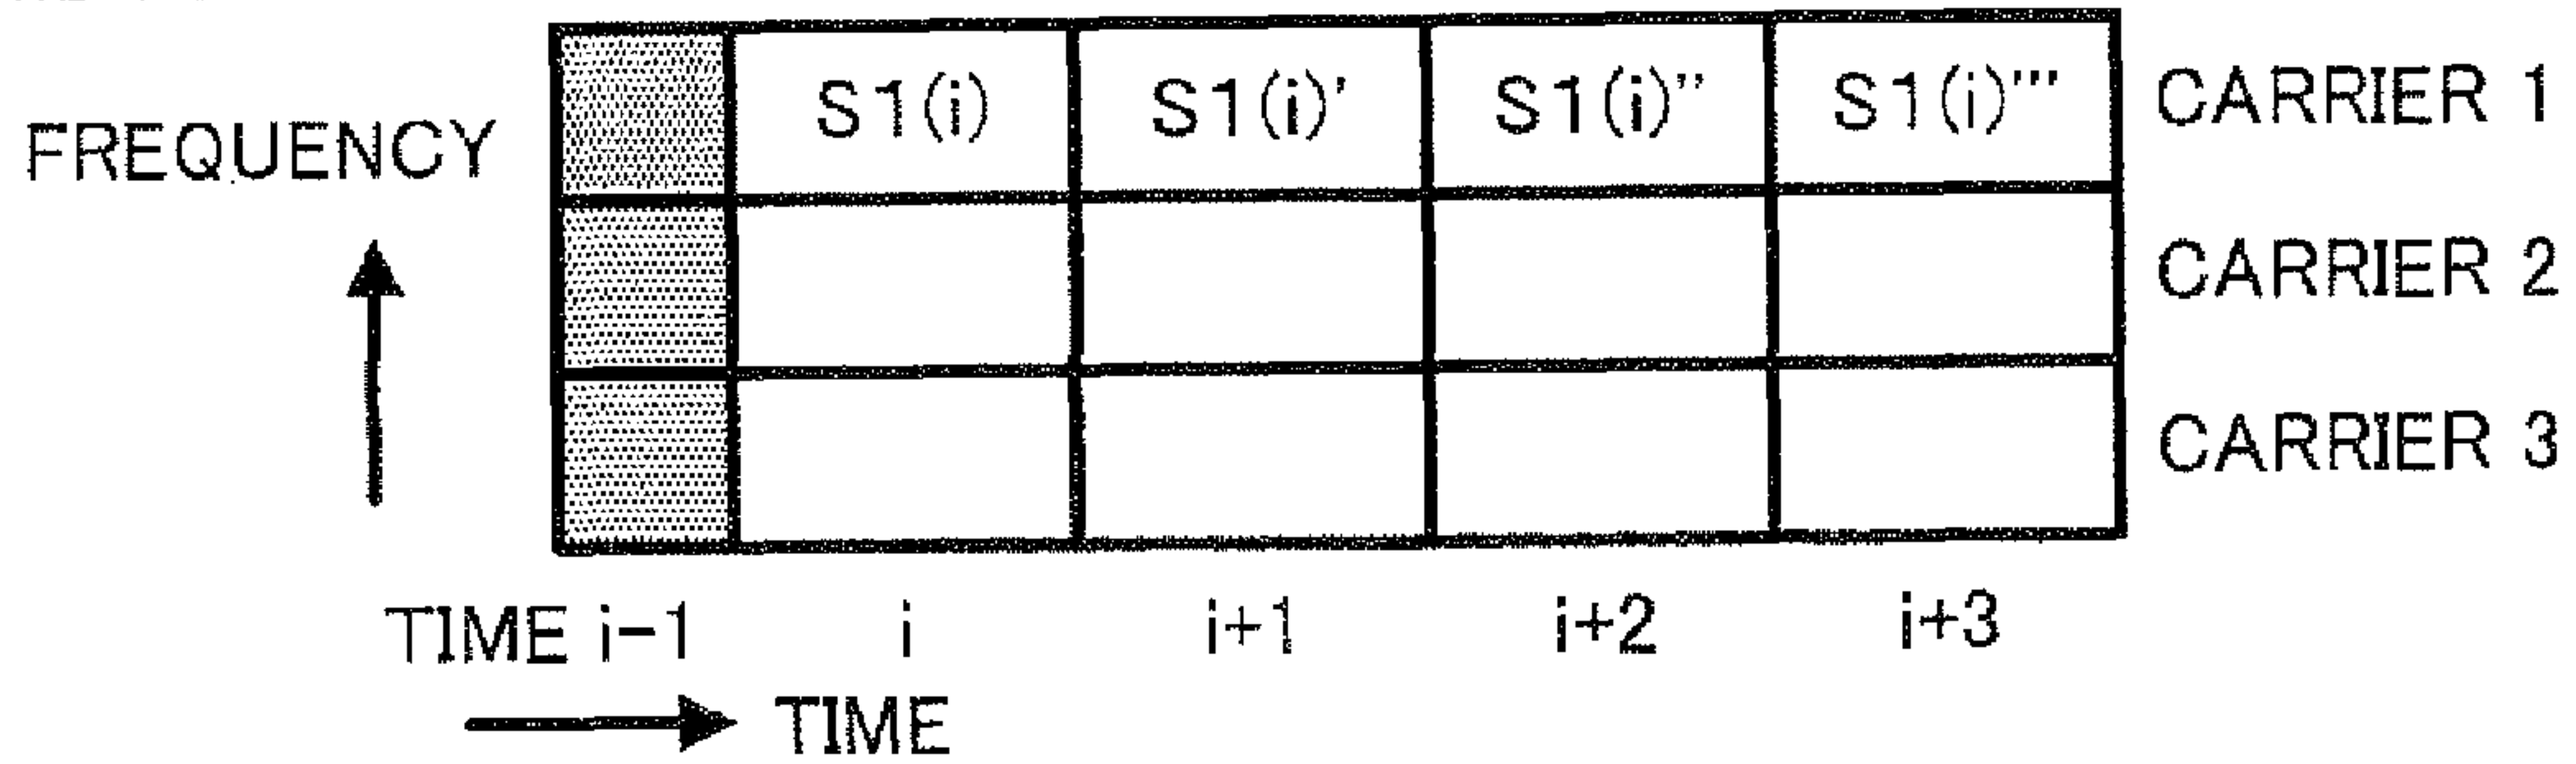 S1(i) S1(i)' S1(i)'' S1(i)''' CARRIER 1
FREQUENCY
CARRIER 2
CARRIER 3
TIME i-1 i i+1 i+2 i+3
TIME